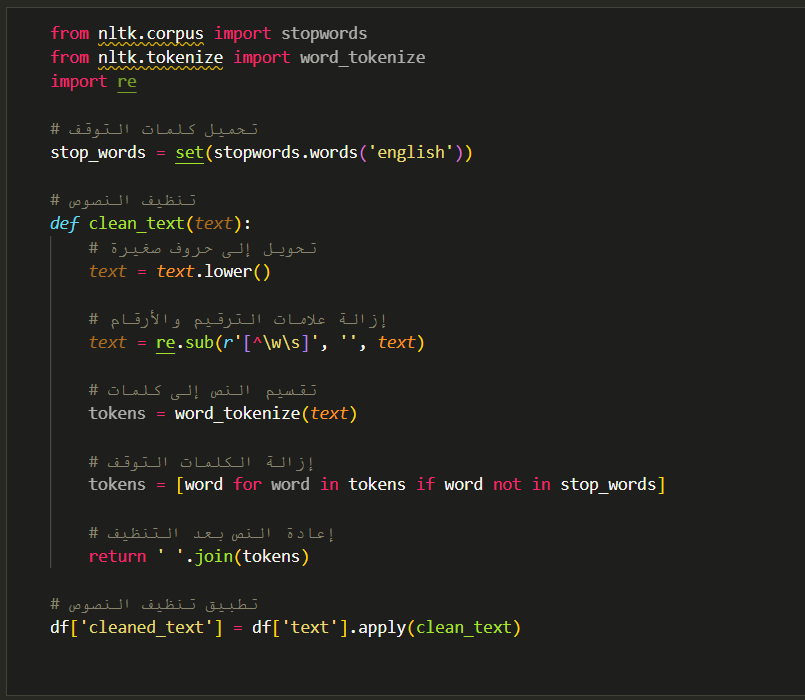 from nltk.corpus import stopwords
from nltk.tokenize import word_tokenize
import re
# تحميل كلمات التوقف
stop_words = set(stopwords.words('english'))
# تنظيف النصوص
def clean_text(text):
# تحويل إلى حروف صغيرة
text = text.lower()
# إزالة علامات الترقيم والأرقام
text = re.sub(r'[^\w\s]', '', text)
# تقسيم النص إلى كلمات
tokens = word_tokenize(text)
# إزالة الكلمات التوقف
tokens = [word for word in tokens if word not in stop_words]
# إعادة النص بعد التنظيف
return ' '.join(tokens)
# تطبيق تنظيف النصوص
df['cleaned_text'] = df['text'].apply(clean_text)